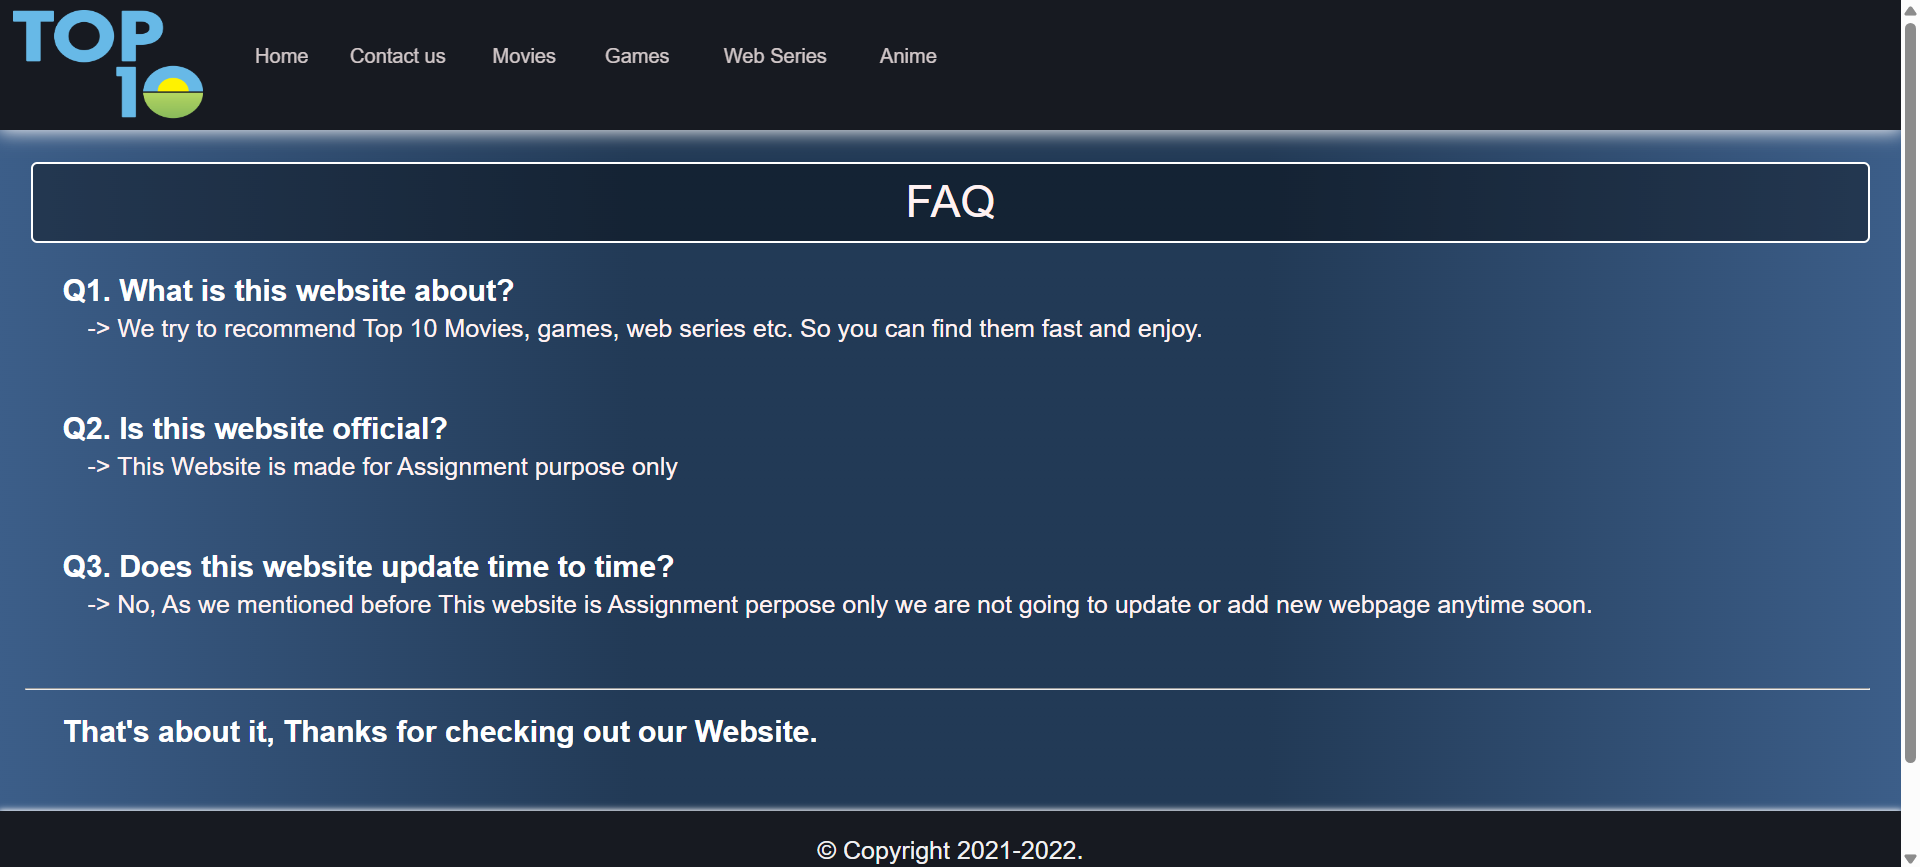 TOP
10
Home Contact us Movies Games Web Series Anime
FAQ
Q1. What is this website about?
-> We try to recommend Top 10 Movies, games, web series etc. So you can find them fast and enjoy.
Q2. Is this website official?
-> This Website is made for Assignment purpose only
Q3. Does this website update time to time?
-> No, As we mentioned before This website is Assignment perpose only we are not going to update or add new webpage anytime soon.
That's about it, Thanks for checking out our Website.
© Copyright 2021-2022.